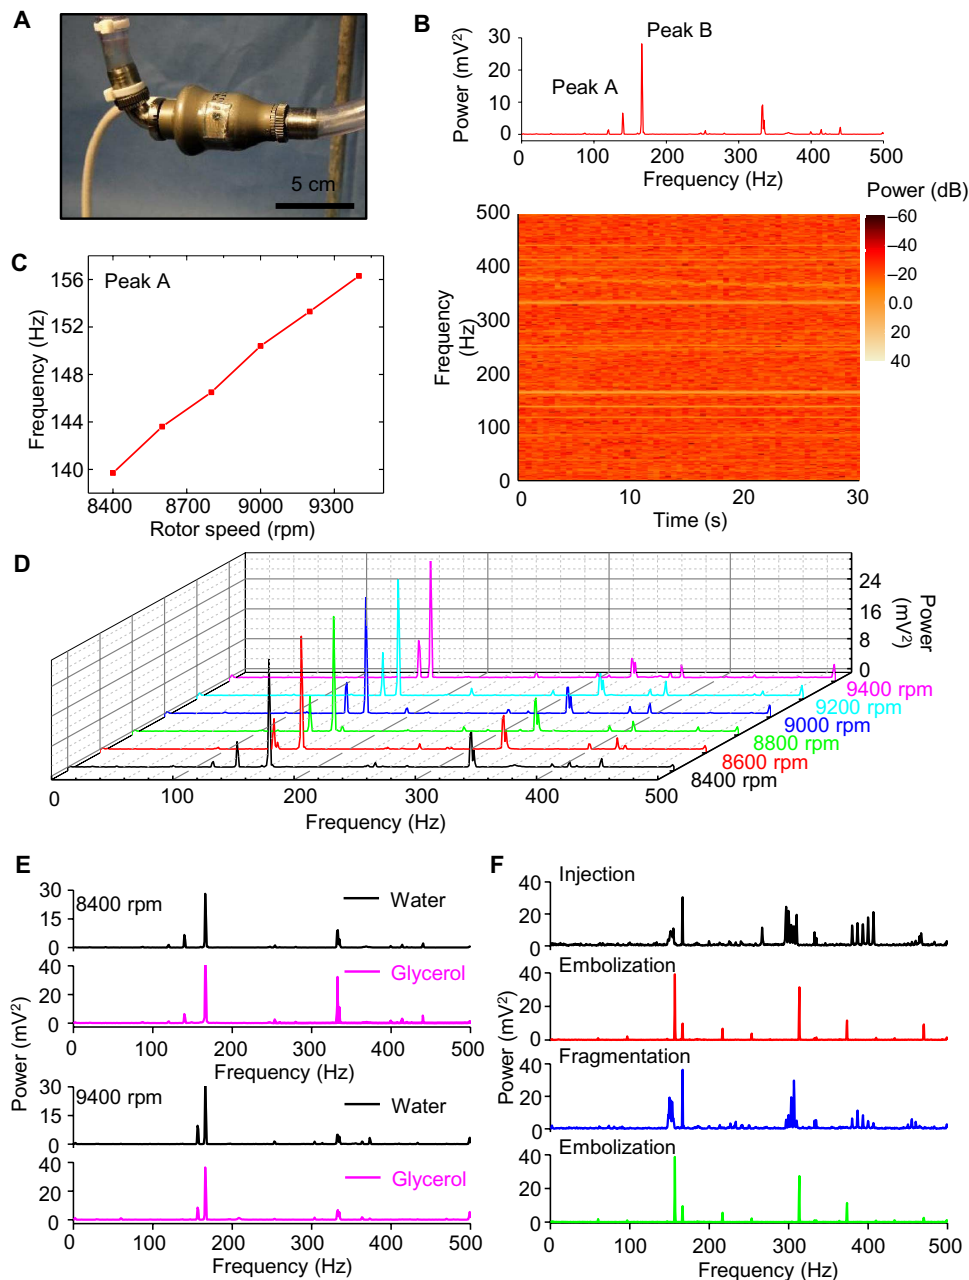 A
5 cm
B
Peak B
Peak A
Power (mV²)
30
20
10
0
0 100 200 300 400 500
Frequency (Hz)
Power (dB)
–60
–40
–20
0.0
20
40
500
400
300
200
100
0
Frequency
(Hz)
0 10 20 30
Time (s)
C
Peak A
Frequency (Hz)
156
152
148
144
140
8400 8700 9000 9300
Rotor speed (rpm)
D
24
16
8
0
Power
(mV²)
9400 rpm
9200 rpm
9000 rpm
8800 rpm
8600 rpm
8400 rpm
0 100 200 300 400 500
Frequency (Hz)
E
Power (mV²)
30
15
0
8400 rpm
Water
40
20
0
Glycerol
0 100 200 300 400 500
Frequency (Hz)
30
15
0
9400 rpm
Water
40
20
0
Glycerol
0 100 200 300 400 500
Frequency (Hz)
F
Power (mV²)
Injection
40
20
0
Embolization
40
20
0
Fragmentation
40
20
0
Embolization
40
20
0
0 100 200 300 400 500
Frequency (Hz)